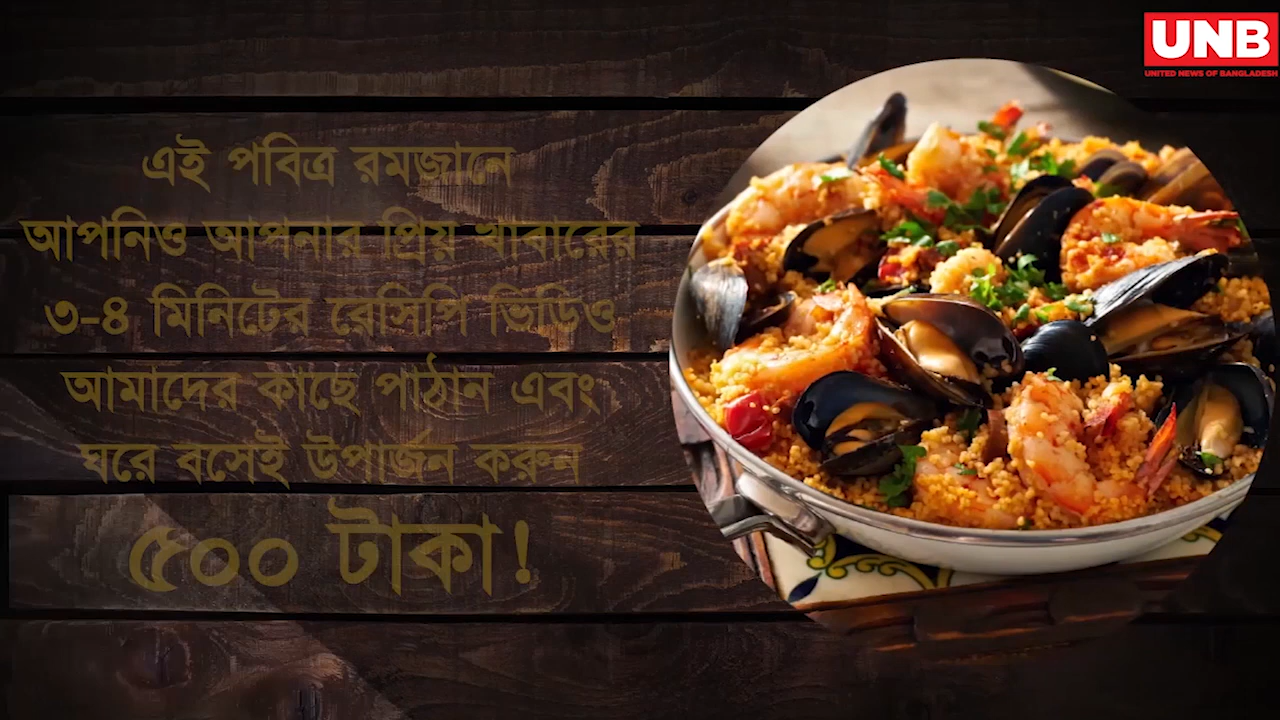 UNB
UNITED NEWS OF BANGLADESH
এই পবিত্র রমজানে
আপনিও আপনার প্রিয় খাবারের
৩-৪ মিনিটের রেসিপি ভিডিও
আমাদের কাছে পাঠান এবং
ঘরে বসেই উপার্জন করুন
৫০০ টাকা!